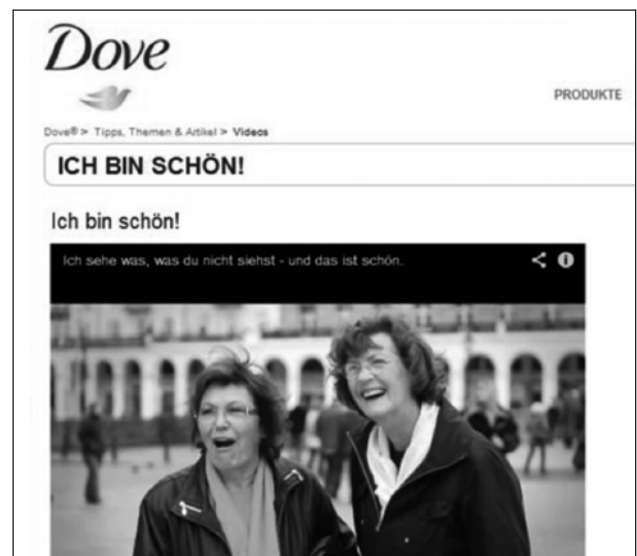 Dove
PRODUKTE
Dove® > Tipps, Themen & Artikel > Videos
ICH BIN SCHÖN!
Ich bin schön!
Ich sehe was, was du nicht siehst - und das ist schön.